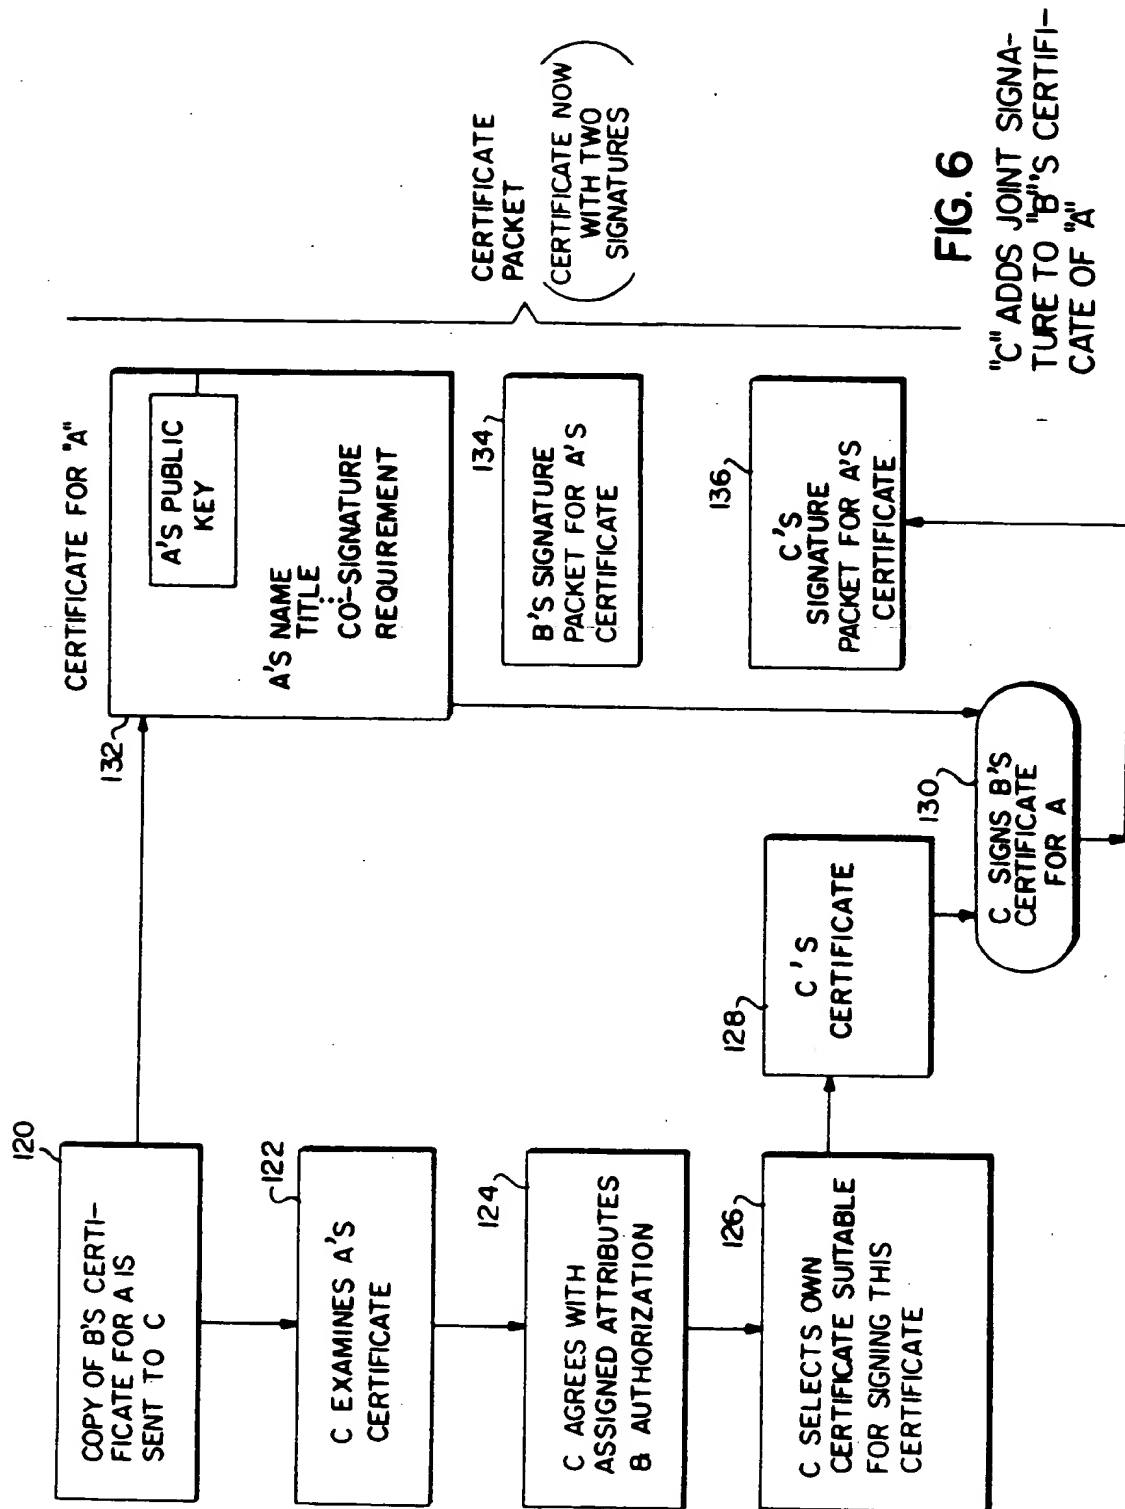 120
COPY OF B'S CERTI-
FICATE FOR A IS
SENT TO C
122
C EXAMINES A'S
CERTIFICATE
124
C AGREES WITH
ASSIGNED ATTRIBUTES
& AUTHORIZATION
126
C SELECTS OWN
CERTIFICATE SUITABLE
FOR SIGNING THIS
CERTIFICATE
128
C'S
CERTIFICATE
130
C SIGNS B'S
CERTIFICATE
FOR A
132
CERTIFICATE FOR "A"
A'S PUBLIC
KEY
A'S NAME
TITLE
CO-SIGNATURE
REQUIREMENT
134
B'S SIGNATURE
PACKET FOR A'S
CERTIFICATE
136
C'S
SIGNATURE
PACKET FOR A'S
CERTIFICATE
CERTIFICATE
PACKET
(CERTIFICATE NOW
WITH TWO
SIGNATURES)
FIG. 6
"C" ADDS JOINT SIGNA-
TURE TO "B"'S CERTIFI-
CATE OF "A"